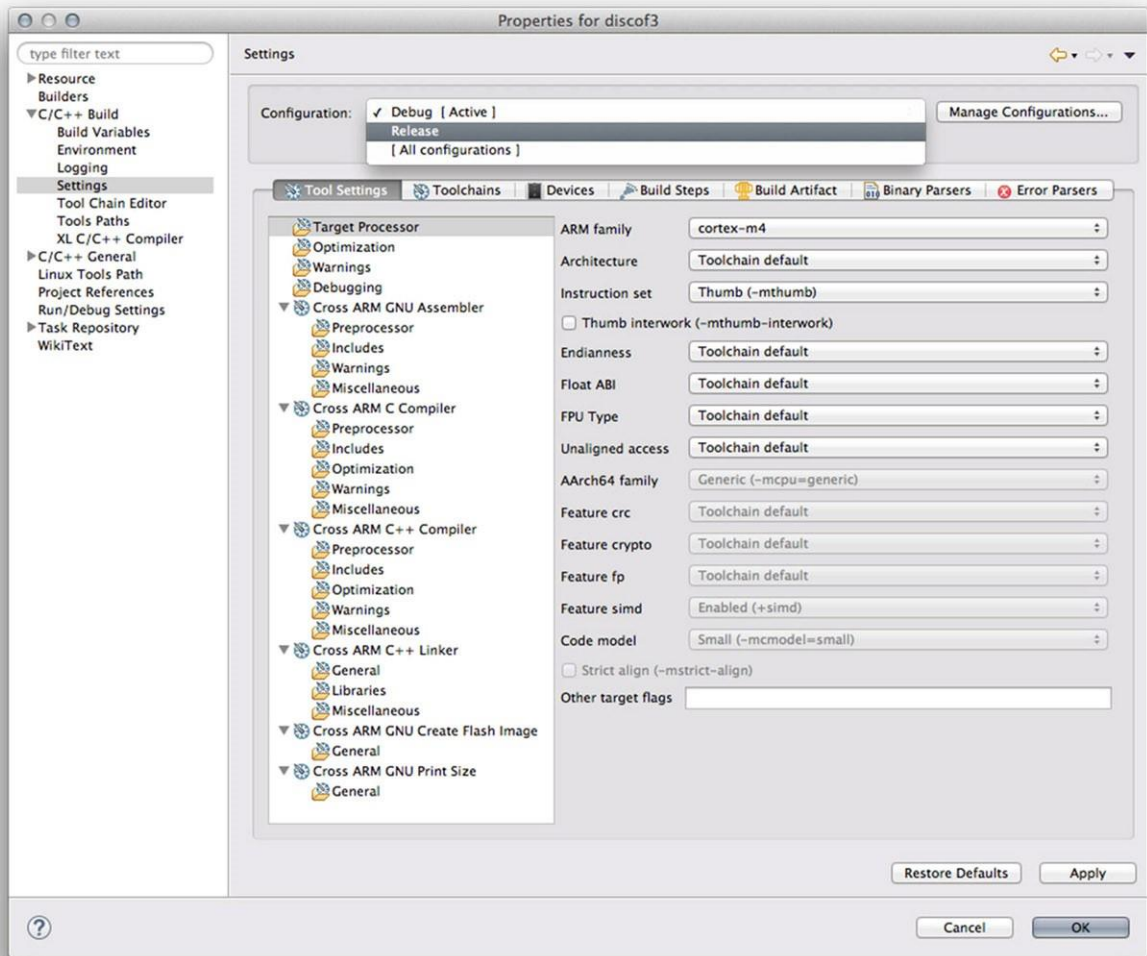 Properties for discof3
type filter text
Resource
Builders
C/C++ Build
Build Variables
Environment
Logging
Settings
Tool Chain Editor
Tools Paths
XL C/C++ Compiler
C/C++ General
Linux Tools Path
Project References
Run/Debug Settings
Task Repository
WikiText
Settings
Configuration:
✓ Debug [ Active ]
Release
[ All configurations ]
Manage Configurations...
Tool Settings
Toolchains
Devices
Build Steps
Build Artifact
Binary Parsers
Error Parsers
Target Processor
Optimization
Warnings
Debugging
Cross ARM GNU Assembler
Preprocessor
Includes
Warnings
Miscellaneous
Cross ARM C Compiler
Preprocessor
Includes
Optimization
Warnings
Miscellaneous
Cross ARM C++ Compiler
Preprocessor
Includes
Optimization
Warnings
Miscellaneous
Cross ARM C++ Linker
General
Libraries
Miscellaneous
Cross ARM GNU Create Flash Image
General
Cross ARM GNU Print Size
General
ARM family cortex-m4
Architecture Toolchain default
Instruction set Thumb (-mthumb)
Thumb interwork (-mthumb-interwork)
Endianness Toolchain default
Float ABI Toolchain default
FPU Type Toolchain default
Unaligned access Toolchain default
AArch64 family Generic (-mcpu=generic)
Feature crc Toolchain default
Feature crypto Toolchain default
Feature fp Toolchain default
Feature simd Enabled (+simd)
Code model Small (-mcmodel=small)
Strict align (-mstrict-align)
Other target flags
Restore Defaults
Apply
?
Cancel
OK